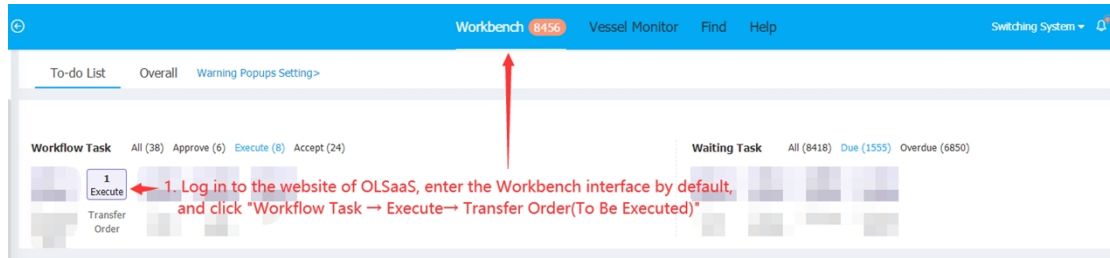 Workbench 8456 Vessel Monitor Find Help Switching System
To-do List Overall Warning Popups Setting>
Workflow Task All (38) Approve (6) Execute (8) Accept (24) Waiting Task All (8418) Due (1555) Overdue (6850)
1
Execute
Transfer
Order
1. Log in to the website of OLSaaS, enter the Workbench interface by default,
and click "Workflow Task → Execute→ Transfer Order(To Be Executed)"